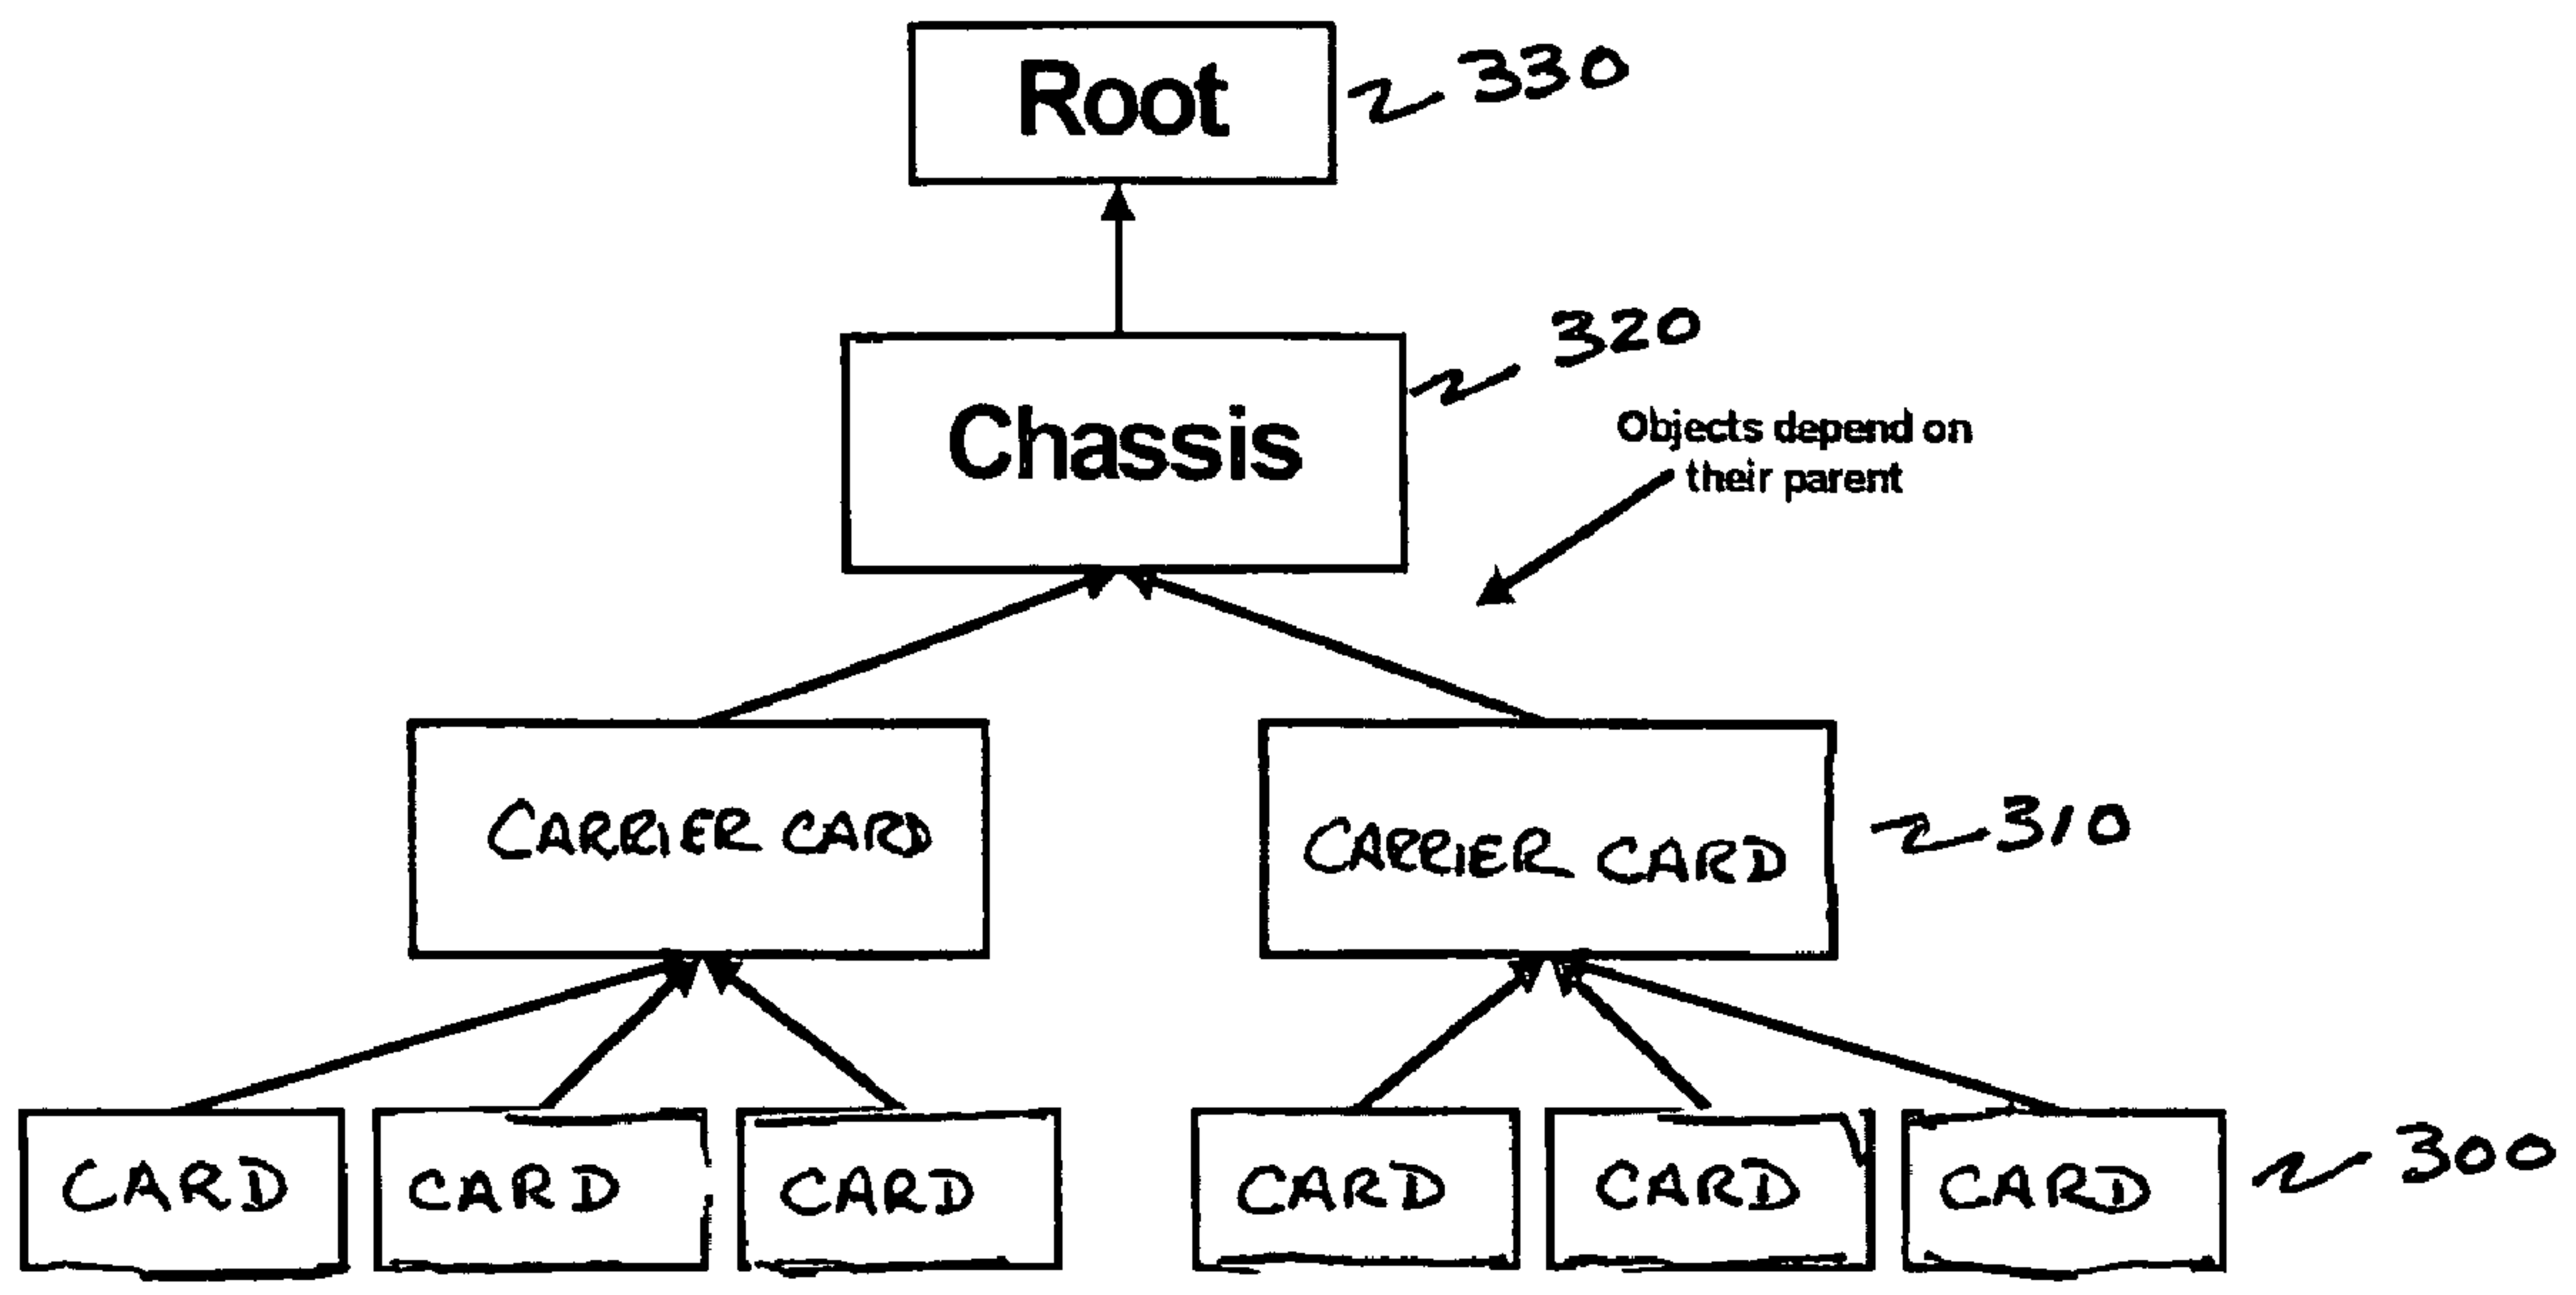 Root
330
Chassis
320
Objects depend on
their parent
CARRIER CARD
CARRIER CARD
310
CARD
CARD
CARD
CARD
CARD
CARD
300